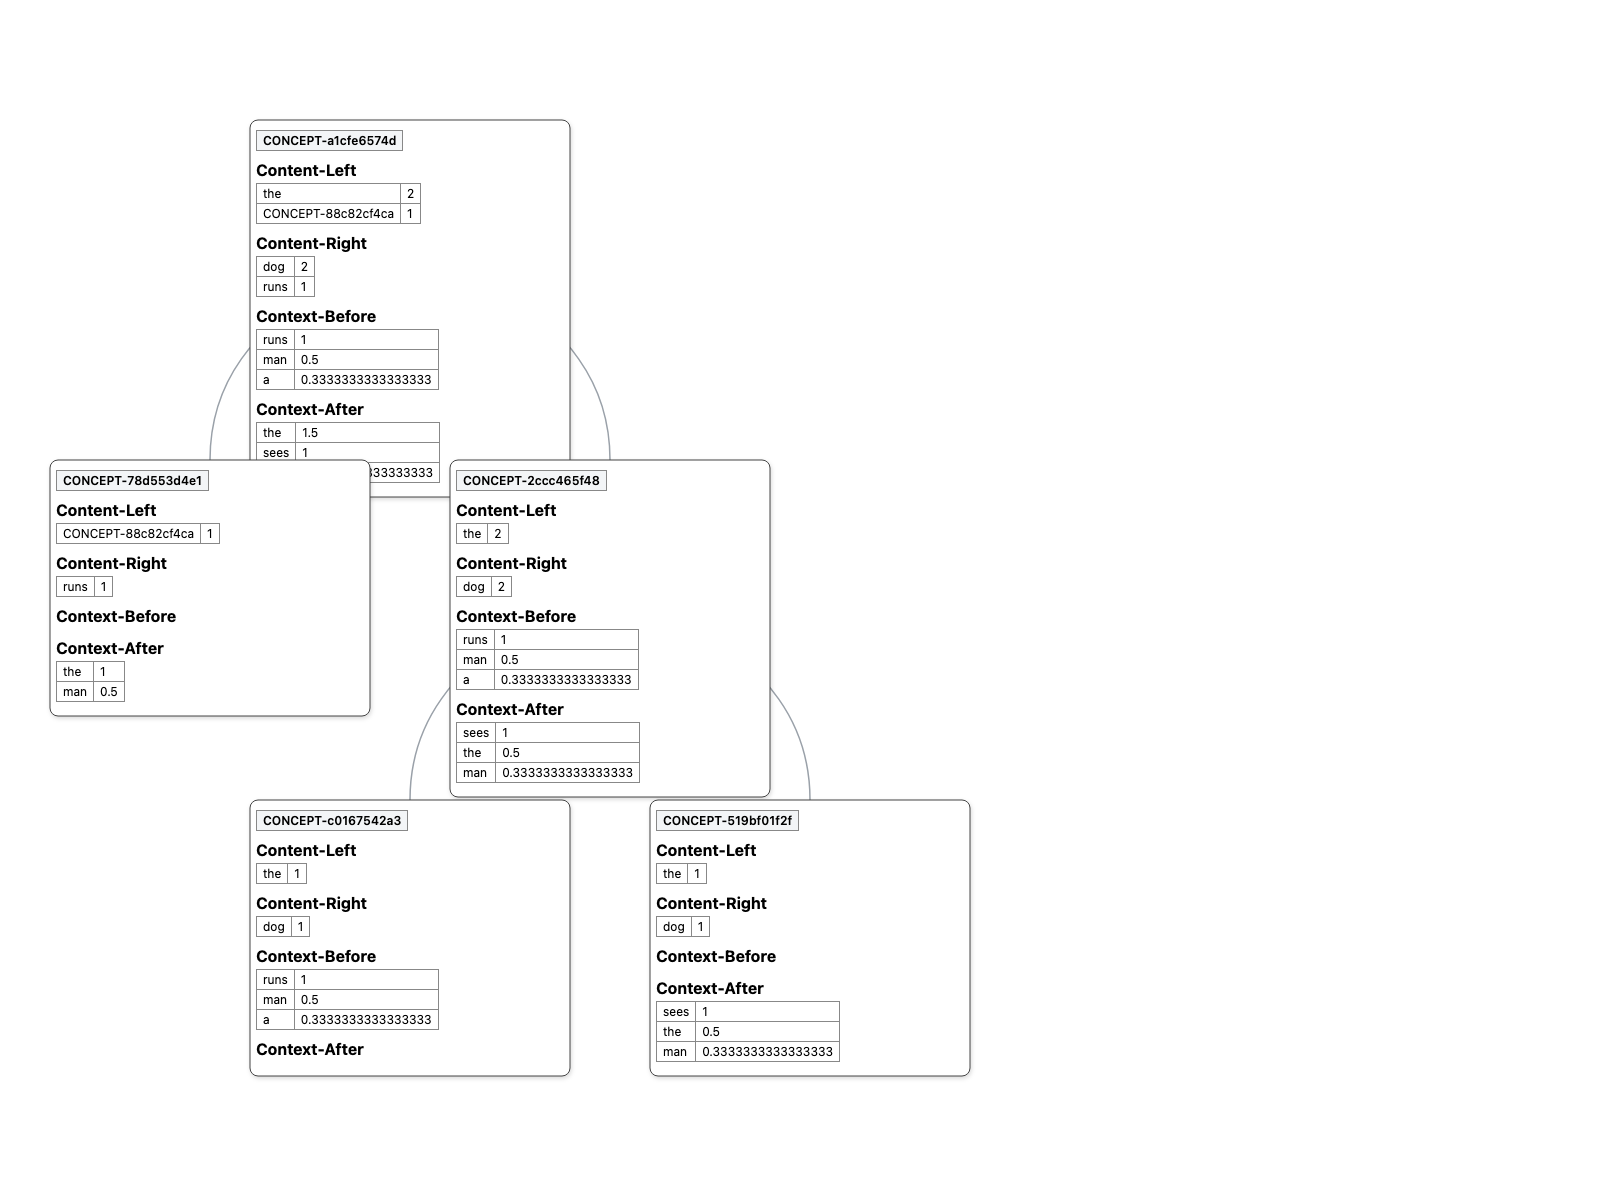 CONCEPT-a1cfe6574d
Content-Left
the 2
CONCEPT-88c82cf4ca 1
Content-Right
dog 2
runs 1
Context-Before
runs 1
man 0.5
a 0.3333333333333333
Context-After
the 1.5
sees 1
333333333
CONCEPT-78d553d4e1
Content-Left
CONCEPT-88c82cf4ca 1
Content-Right
runs 1
Context-Before
Context-After
the 1
man 0.5
CONCEPT-2ccc465f48
Content-Left
the 2
Content-Right
dog 2
Context-Before
runs 1
man 0.5
a 0.3333333333333333
Context-After
sees 1
the 0.5
man 0.3333333333333333
CONCEPT-c0167542a3
Content-Left
the 1
Content-Right
dog 1
Context-Before
runs 1
man 0.5
a 0.3333333333333333
Context-After
CONCEPT-519bf01f2f
Content-Left
the 1
Content-Right
dog 1
Context-Before
Context-After
sees 1
the 0.5
man 0.3333333333333333